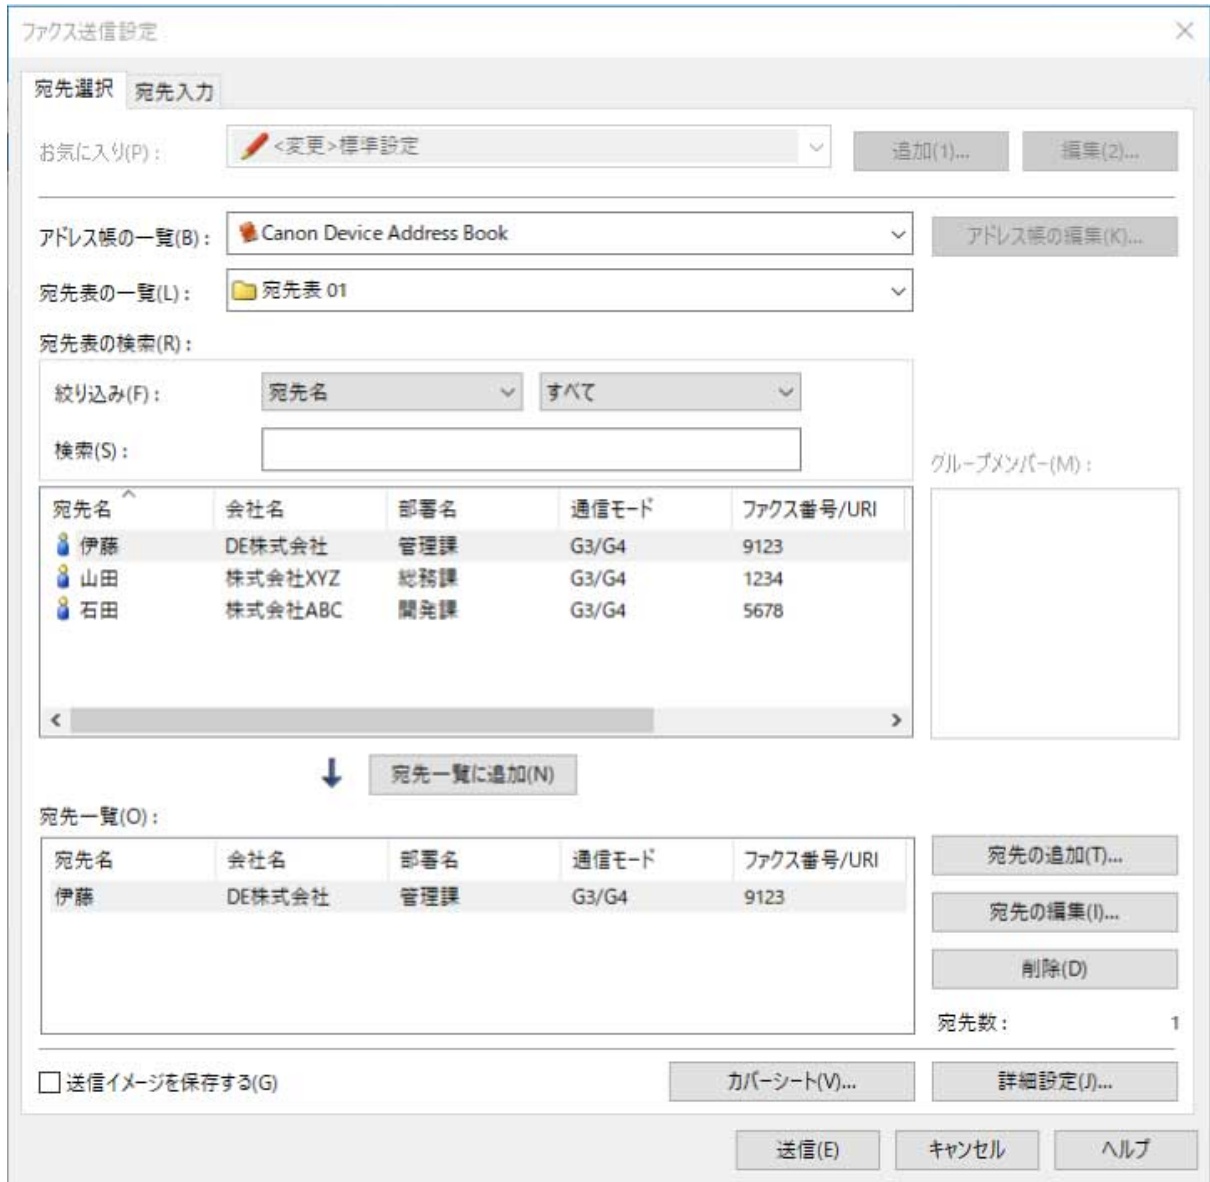 ファクス送信設定
宛先選択 宛先入力
お気に入り(P)： <変更>標準設定 追加(1)... 編集(2)...
アドレス帳の一覧(B)： Canon Device Address Book アドレス帳の編集(K)...
宛先表の一覧(L)： 宛先表 01
宛先表の検索(R)：
絞り込み(F)： 宛先名 すべて
検索(S)：
グループメンバー(M)：
宛先名 会社名 部署名 通信モード ファクス番号/URI
伊藤 DE株式会社 管理課 G3/G4 9123
山田 株式会社XYZ 総務課 G3/G4 1234
石田 株式会社ABC 開発課 G3/G4 5678
宛先一覧に追加(N)
宛先一覧(O)：
宛先名 会社名 部署名 通信モード ファクス番号/URI
伊藤 DE株式会社 管理課 G3/G4 9123
宛先の追加(T)...
宛先の編集(I)...
削除(D)
宛先数： 1
送信イメージを保存する(G) カバーシート(V)... 詳細設定(J)...
送信(E) キャンセル ヘルプ